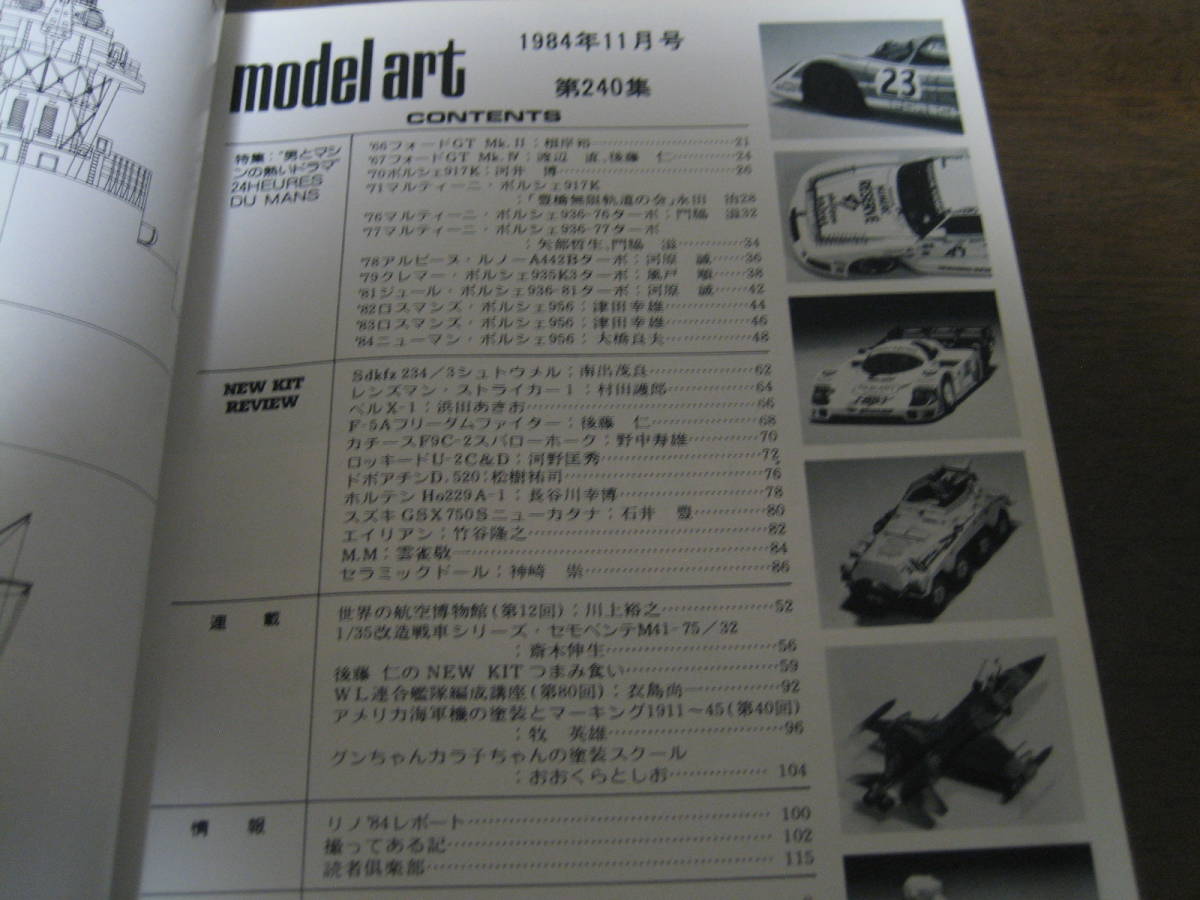 model art
1984年11月号
第240集
CONTENTS
特集:"男とマシンの熱いドラマ"
24HEURES
DU MANS
'66フォードGT Mk.II;根岸裕…21
'67フォードGT Mk.Ⅳ;渡辺 直、後藤 仁…24
'70ポルシェ917K;河井 博…26
'71マルティーニ・ポルシェ917K
;「豊橋無限軌道の会」永田 治28
'76マルティーニ・ポルシェ936-76ターボ;門脇 滋32
'77マルティーニ・ポルシェ936-77ターボ
;矢部哲生、門脇 滋…34
'78アルピーヌ・ルノーA442Bターボ;河原 誠…36
'79クレマー・ポルシェ935K3ターボ;風戸 順…38
'81ジュール・ポルシェ936-81ターボ;河原 誠…42
'82ロスマンズ・ポルシェ956;津田幸雄…44
'83ロスマンズ・ポルシェ956;津田幸雄…46
'84ニューマン・ポルシェ956;大橋良夫…48
NEW KIT
REVIEW
Sdkfz 234/3シュトウメル;南出茂良…62
レンズマン・ストライカー1;村田護郎…64
ベルX-1;浜田あきお…66
F-5Aフリーダムファイター;後藤 仁…68
カチースF9C-2スパローホーク;野中寿雄…70
ロッキードU-2C&D;河野匡秀…72
ドボアチンD.520;松樹祐司…76
ホルテンHo229A-1;長谷川幸博…78
スズキGSX750Sニューカタナ;石井 豊…80
エイリアン;竹谷隆之…82
M.M;雲雀敬一…84
セラミックドール;神崎 崇…86
連載
世界の航空博物館(第12回);川上裕之…52
1/35改造戦車シリーズ・セモベンテM41-75/32
;斎木伸生…56
後藤 仁のNEW KITつまみ食い…59
WL連合艦隊編成講座(第80回);衣島尚一…92
アメリカ海軍機の塗装とマーキング1911〜45(第40回)
;牧 英雄…96
グンちゃんカラ子ちゃんの塗装スクール
;おおくらとしお…104
情報
リノ'84レポート…100
撮ってある記…102
読者倶楽部…115
23